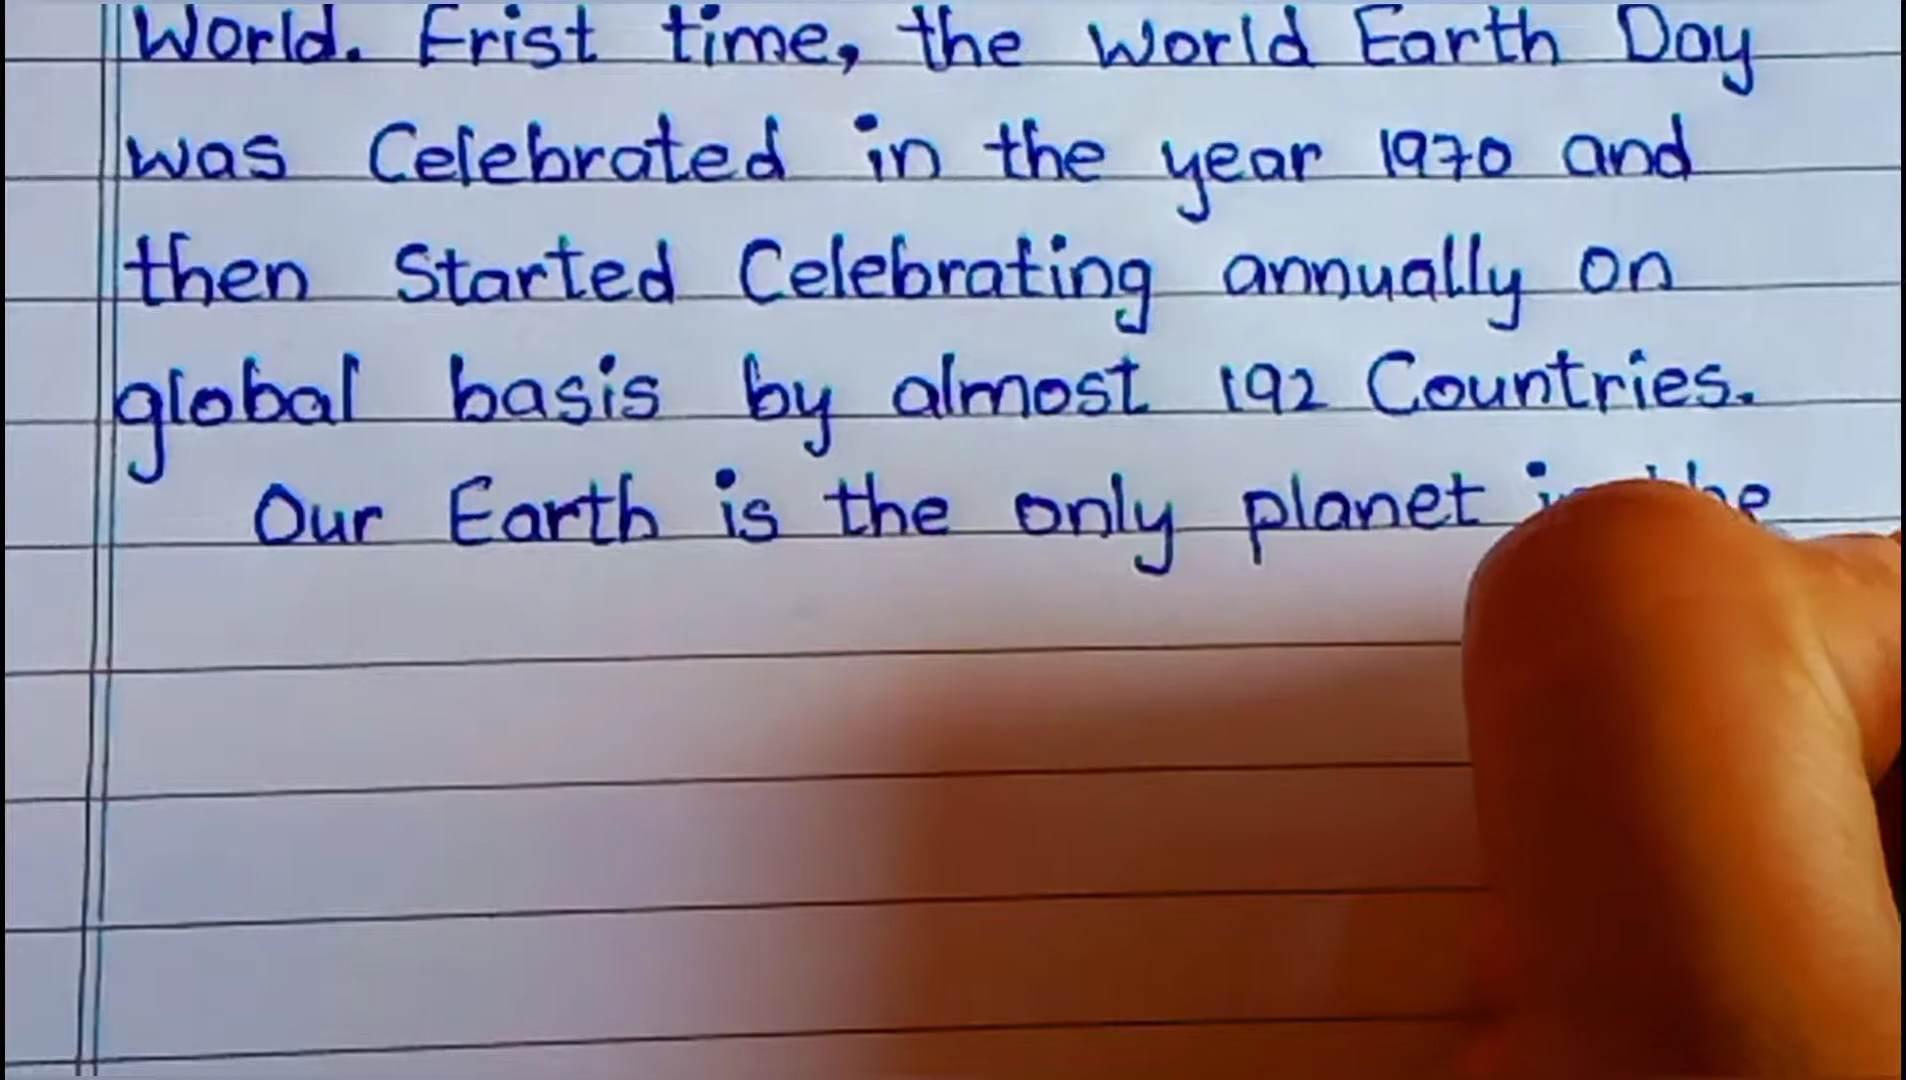 World. Frist time, the World Earth Day
was Celebrated in the year 1970 and
then Started Celebrating annually on
global basis by almost 192 Countries.
Our Earth is the only planet